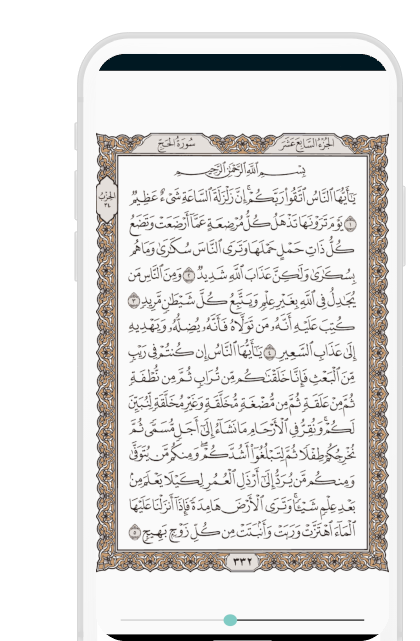 الجزء السابع عشر
سورة الحج
الحزب
٣٤
بِسْمِ ٱللَّهِ ٱلرَّحْمَٰنِ ٱلرَّحِيمِ
يَٰٓأَيُّهَا ٱلنَّاسُ ٱتَّقُوا۟ رَبَّكُمْ ۚ إِنَّ زَلْزَلَةَ ٱلسَّاعَةِ شَىْءٌ عَظِيمٌ
١ يَوْمَ تَرَوْنَهَا تَذْهَلُ كُلُّ مُرْضِعَةٍ عَمَّآ أَرْضَعَتْ وَتَضَعُ
كُلُّ ذَاتِ حَمْلٍ حَمْلَهَا وَتَرَى ٱلنَّاسَ سُكَٰرَىٰ وَمَا هُم
بِسُكَٰرَىٰ وَلَٰكِنَّ عَذَابَ ٱللَّهِ شَدِيدٌ ٢ وَمِنَ ٱلنَّاسِ مَن
يُجَٰدِلُ فِى ٱللَّهِ بِغَيْرِ عِلْمٍ وَيَتَّبِعُ كُلَّ شَيْطَٰنٍ مَّرِيدٍ ٣
كُتِبَ عَلَيْهِ أَنَّهُۥ مَن تَوَلَّاهُ فَأَنَّهُۥ يُضِلُّهُۥ وَيَهْدِيهِ
إِلَىٰ عَذَابِ ٱلسَّعِيرِ ٤ يَٰٓأَيُّهَا ٱلنَّاسُ إِن كُنتُمْ فِى رَيْبٍ
مِّنَ ٱلْبَعْثِ فَإِنَّا خَلَقْنَٰكُم مِّن تُرَابٍ ثُمَّ مِن نُّطْفَةٍ
ثُمَّ مِنْ عَلَقَةٍ ثُمَّ مِن مُّضْغَةٍ مُّخَلَّقَةٍ وَغَيْرِ مُخَلَّقَةٍ لِّنُبَيِّنَ
لَكُمْ ۚ وَنُقِرُّ فِى ٱلْأَرْحَامِ مَا نَشَآءُ إِلَىٰٓ أَجَلٍ مُّسَمًّى ثُمَّ
نُخْرِجُكُمْ طِفْلًا ثُمَّ لِتَبْلُغُوٓا۟ أَشُدَّكُمْ ۖ وَمِنكُم مَّن يُتَوَفَّىٰ
وَمِنكُم مَّن يُرَدُّ إِلَىٰٓ أَرْذَلِ ٱلْعُمُرِ لِكَيْلَا يَعْلَمَ مِنۢ
بَعْدِ عِلْمٍ شَيْـًٔا ۚ وَتَرَى ٱلْأَرْضَ هَامِدَةً فَإِذَآ أَنزَلْنَا عَلَيْهَا
ٱلْمَآءَ ٱهْتَزَّتْ وَرَبَتْ وَأَنۢبَتَتْ مِن كُلِّ زَوْجٍۭ بَهِيجٍ ٥
٣٣٢